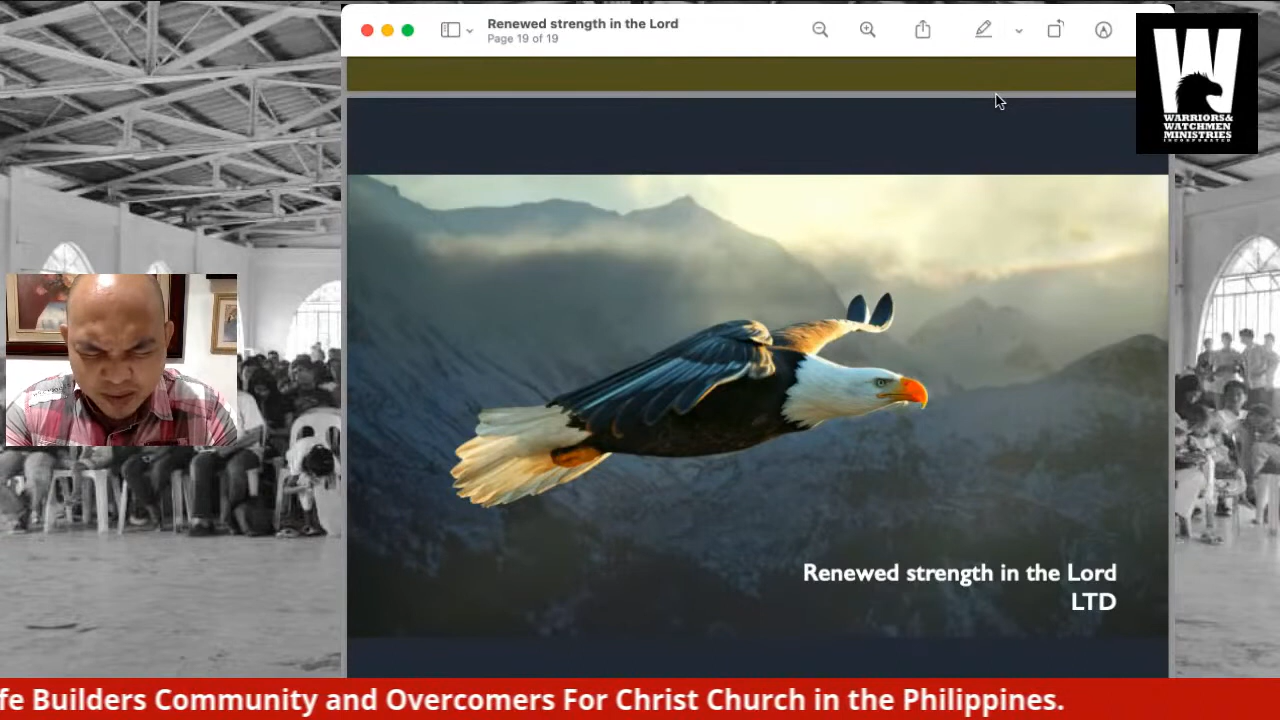 Renewed strength in the Lord
Page 19 of 19
W
WARRIORS&
WATCHMEN
MINISTRIES
INCORPORATED
Renewed strength in the Lord
LTD
fe Builders Community and Overcomers For Christ Church in the Philippines.